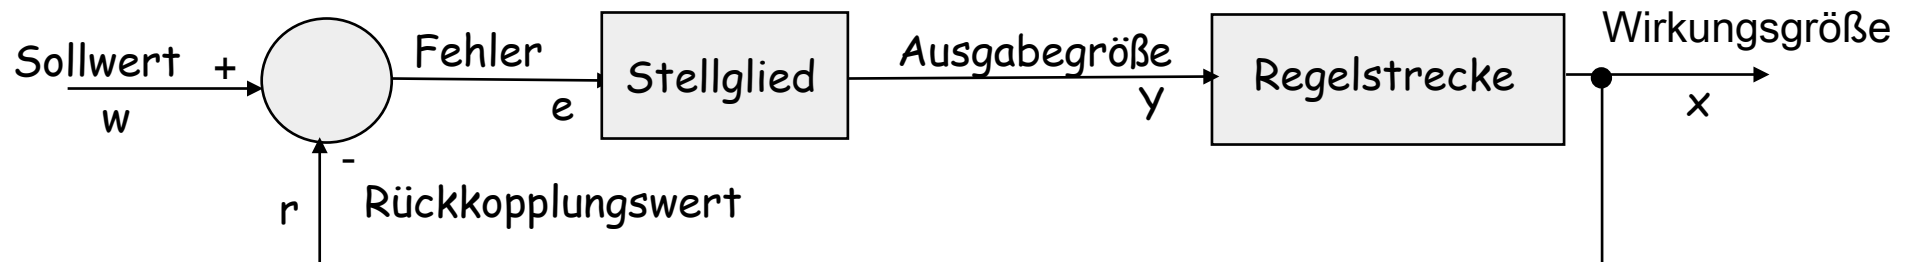 Wirkungsgröße
Sollwert +
Fehler
Ausgabegröße
Stellglied
Regelstrecke
w
e
y
x
-
r
Rückkopplungswert